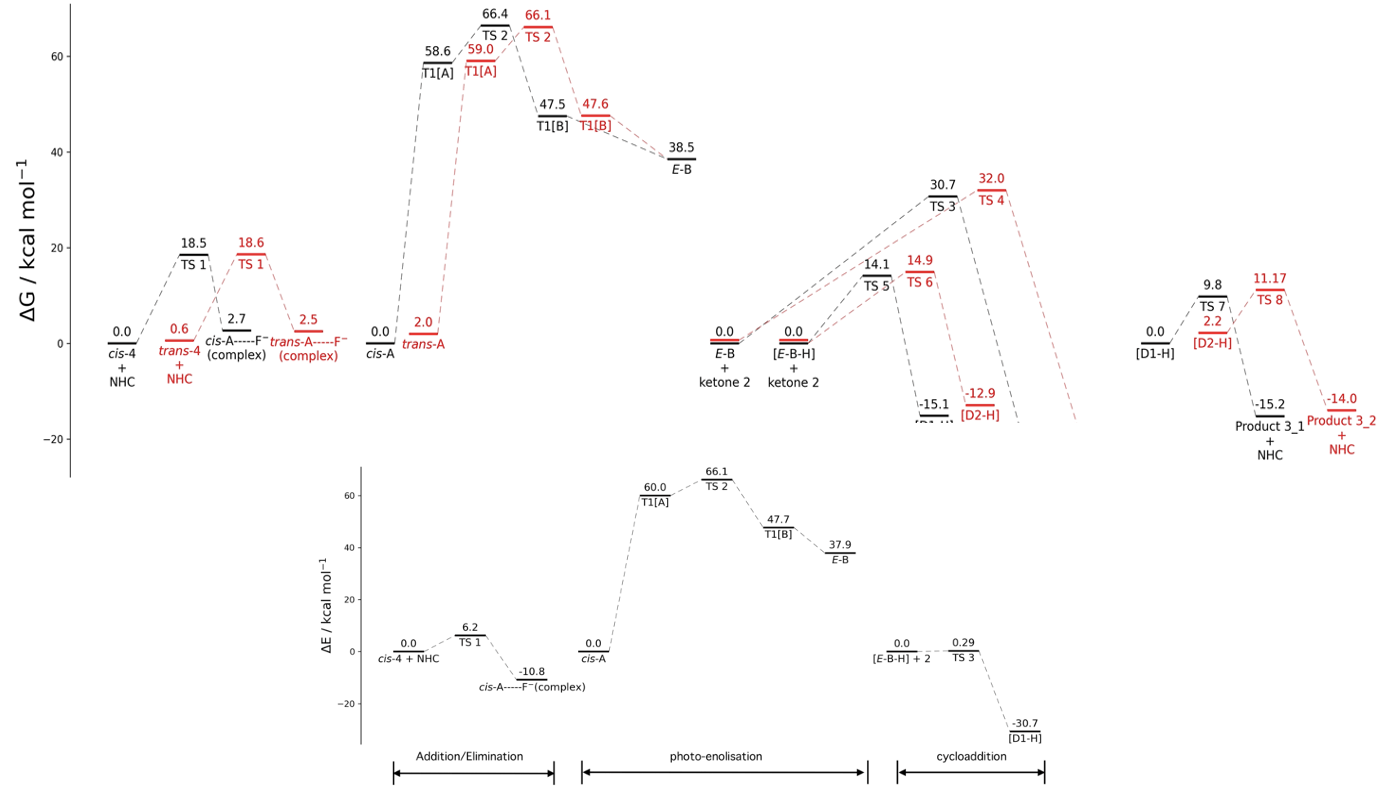 ΔG / kcal mol⁻¹
60
40
20
0
−20
0.0
cis-4
+
NHC
0.6
trans-4
+
NHC
18.5
TS 1
18.6
TS 1
2.7
cis-A-----F⁻
(complex)
2.5
trans-A-----F⁻
(complex)
0.0
cis-A
2.0
trans-A
58.6
T1[A]
59.0
T1[A]
66.4
TS 2
66.1
TS 2
47.5
T1[B]
47.6
T1[B]
38.5
E-B
0.0
E-B
+
ketone 2
0.0
[E-B-H]
+
ketone 2
14.1
TS 5
14.9
TS 6
30.7
TS 3
32.0
TS 4
-15.1
[D1-H]
-12.9
[D2-H]
0.0
[D1-H]
2.2
[D2-H]
9.8
TS 7
11.17
TS 8
-15.2
Product 3_1
+
NHC
-14.0
Product 3_2
+
NHC
ΔE / kcal mol⁻¹
60
40
20
0
−20
0.0
cis-4 + NHC
6.2
TS 1
-10.8
cis-A-----F⁻(complex)
0.0
cis-A
60.0
T1[A]
66.1
TS 2
47.7
T1[B]
37.9
E-B
0.0
[E-B-H] + 2
0.29
TS 3
-30.7
[D1-H]
Addition/Elimination
photo-enolisation
cycloaddition